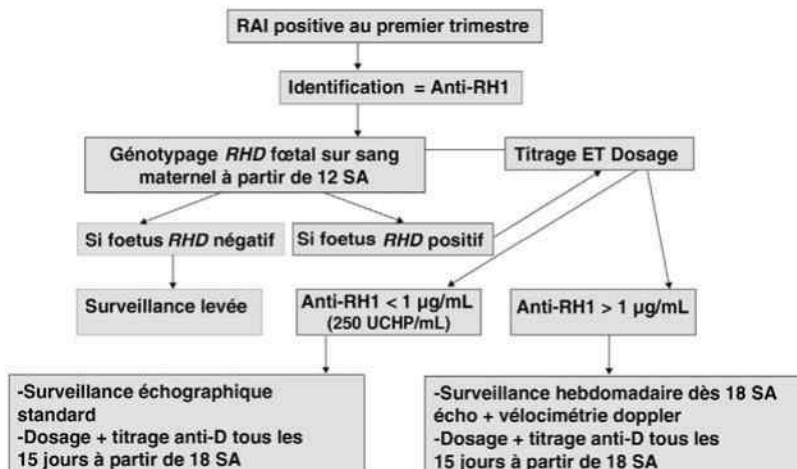 RAI positive au premier trimestre
Identification = Anti-RH1
Génotypage RHD fœtal sur sang
maternel à partir de 12 SA
Titrage ET Dosage
Si foetus RHD négatif
Si foetus RHD positif
Surveillance levée
Anti-RH1 < 1 µg/mL
(250 UCHP/mL)
Anti-RH1 > 1 µg/mL
-Surveillance échographique
standard
-Dosage + titrage anti-D tous les
15 jours à partir de 18 SA
-Surveillance hebdomadaire dès 18 SA
écho + vélocimétrie doppler
-Dosage + titrage anti-D tous les
15 jours à partir de 18 SA